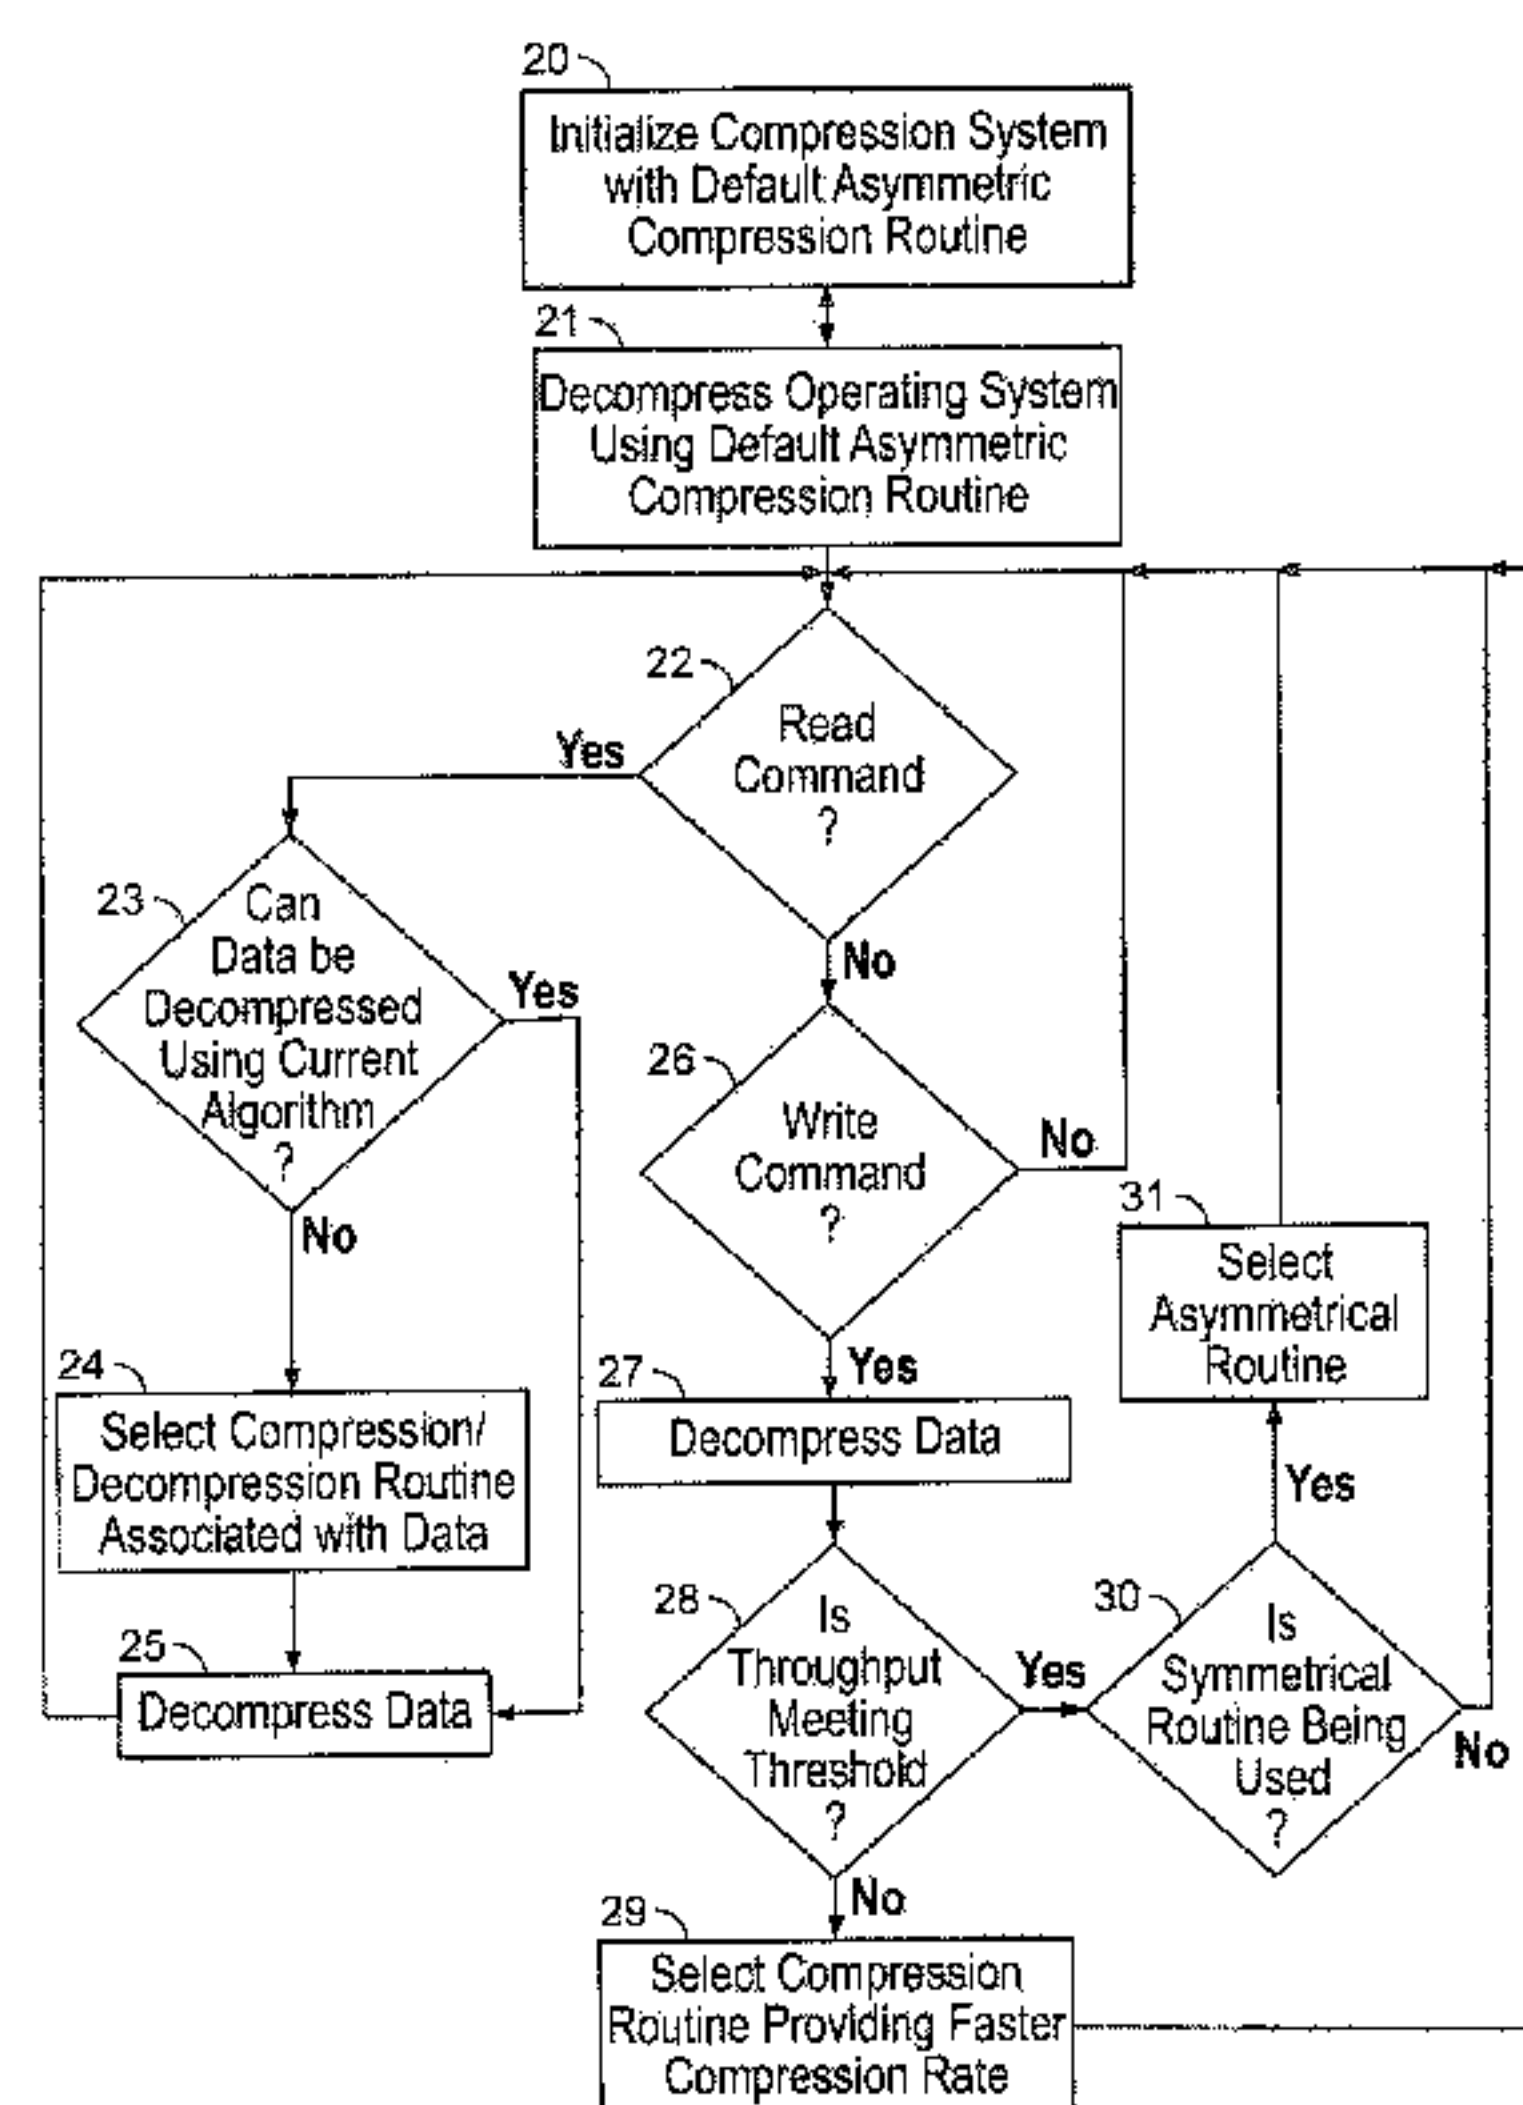 20
Initialize Compression System
with Default Asymmetric
Compression Routine
21
Decompress Operating System
Using Default Asymmetric
Compression Routine
22
Read
Command
?
Yes
No
23
Can
Data be
Decompressed
Using Current
Algorithm
?
Yes
No
24
Select Compression/
Decompression Routine
Associated with Data
25
Decompress Data
26
Write
Command
?
No
Yes
27
Decompress Data
28
Is
Throughput
Meeting
Threshold
?
Yes
No
29
Select Compression
Routine Providing Faster
Compression Rate
30
Is
Symmetrical
Routine Being
Used
?
Yes
No
31
Select
Asymmetrical
Routine